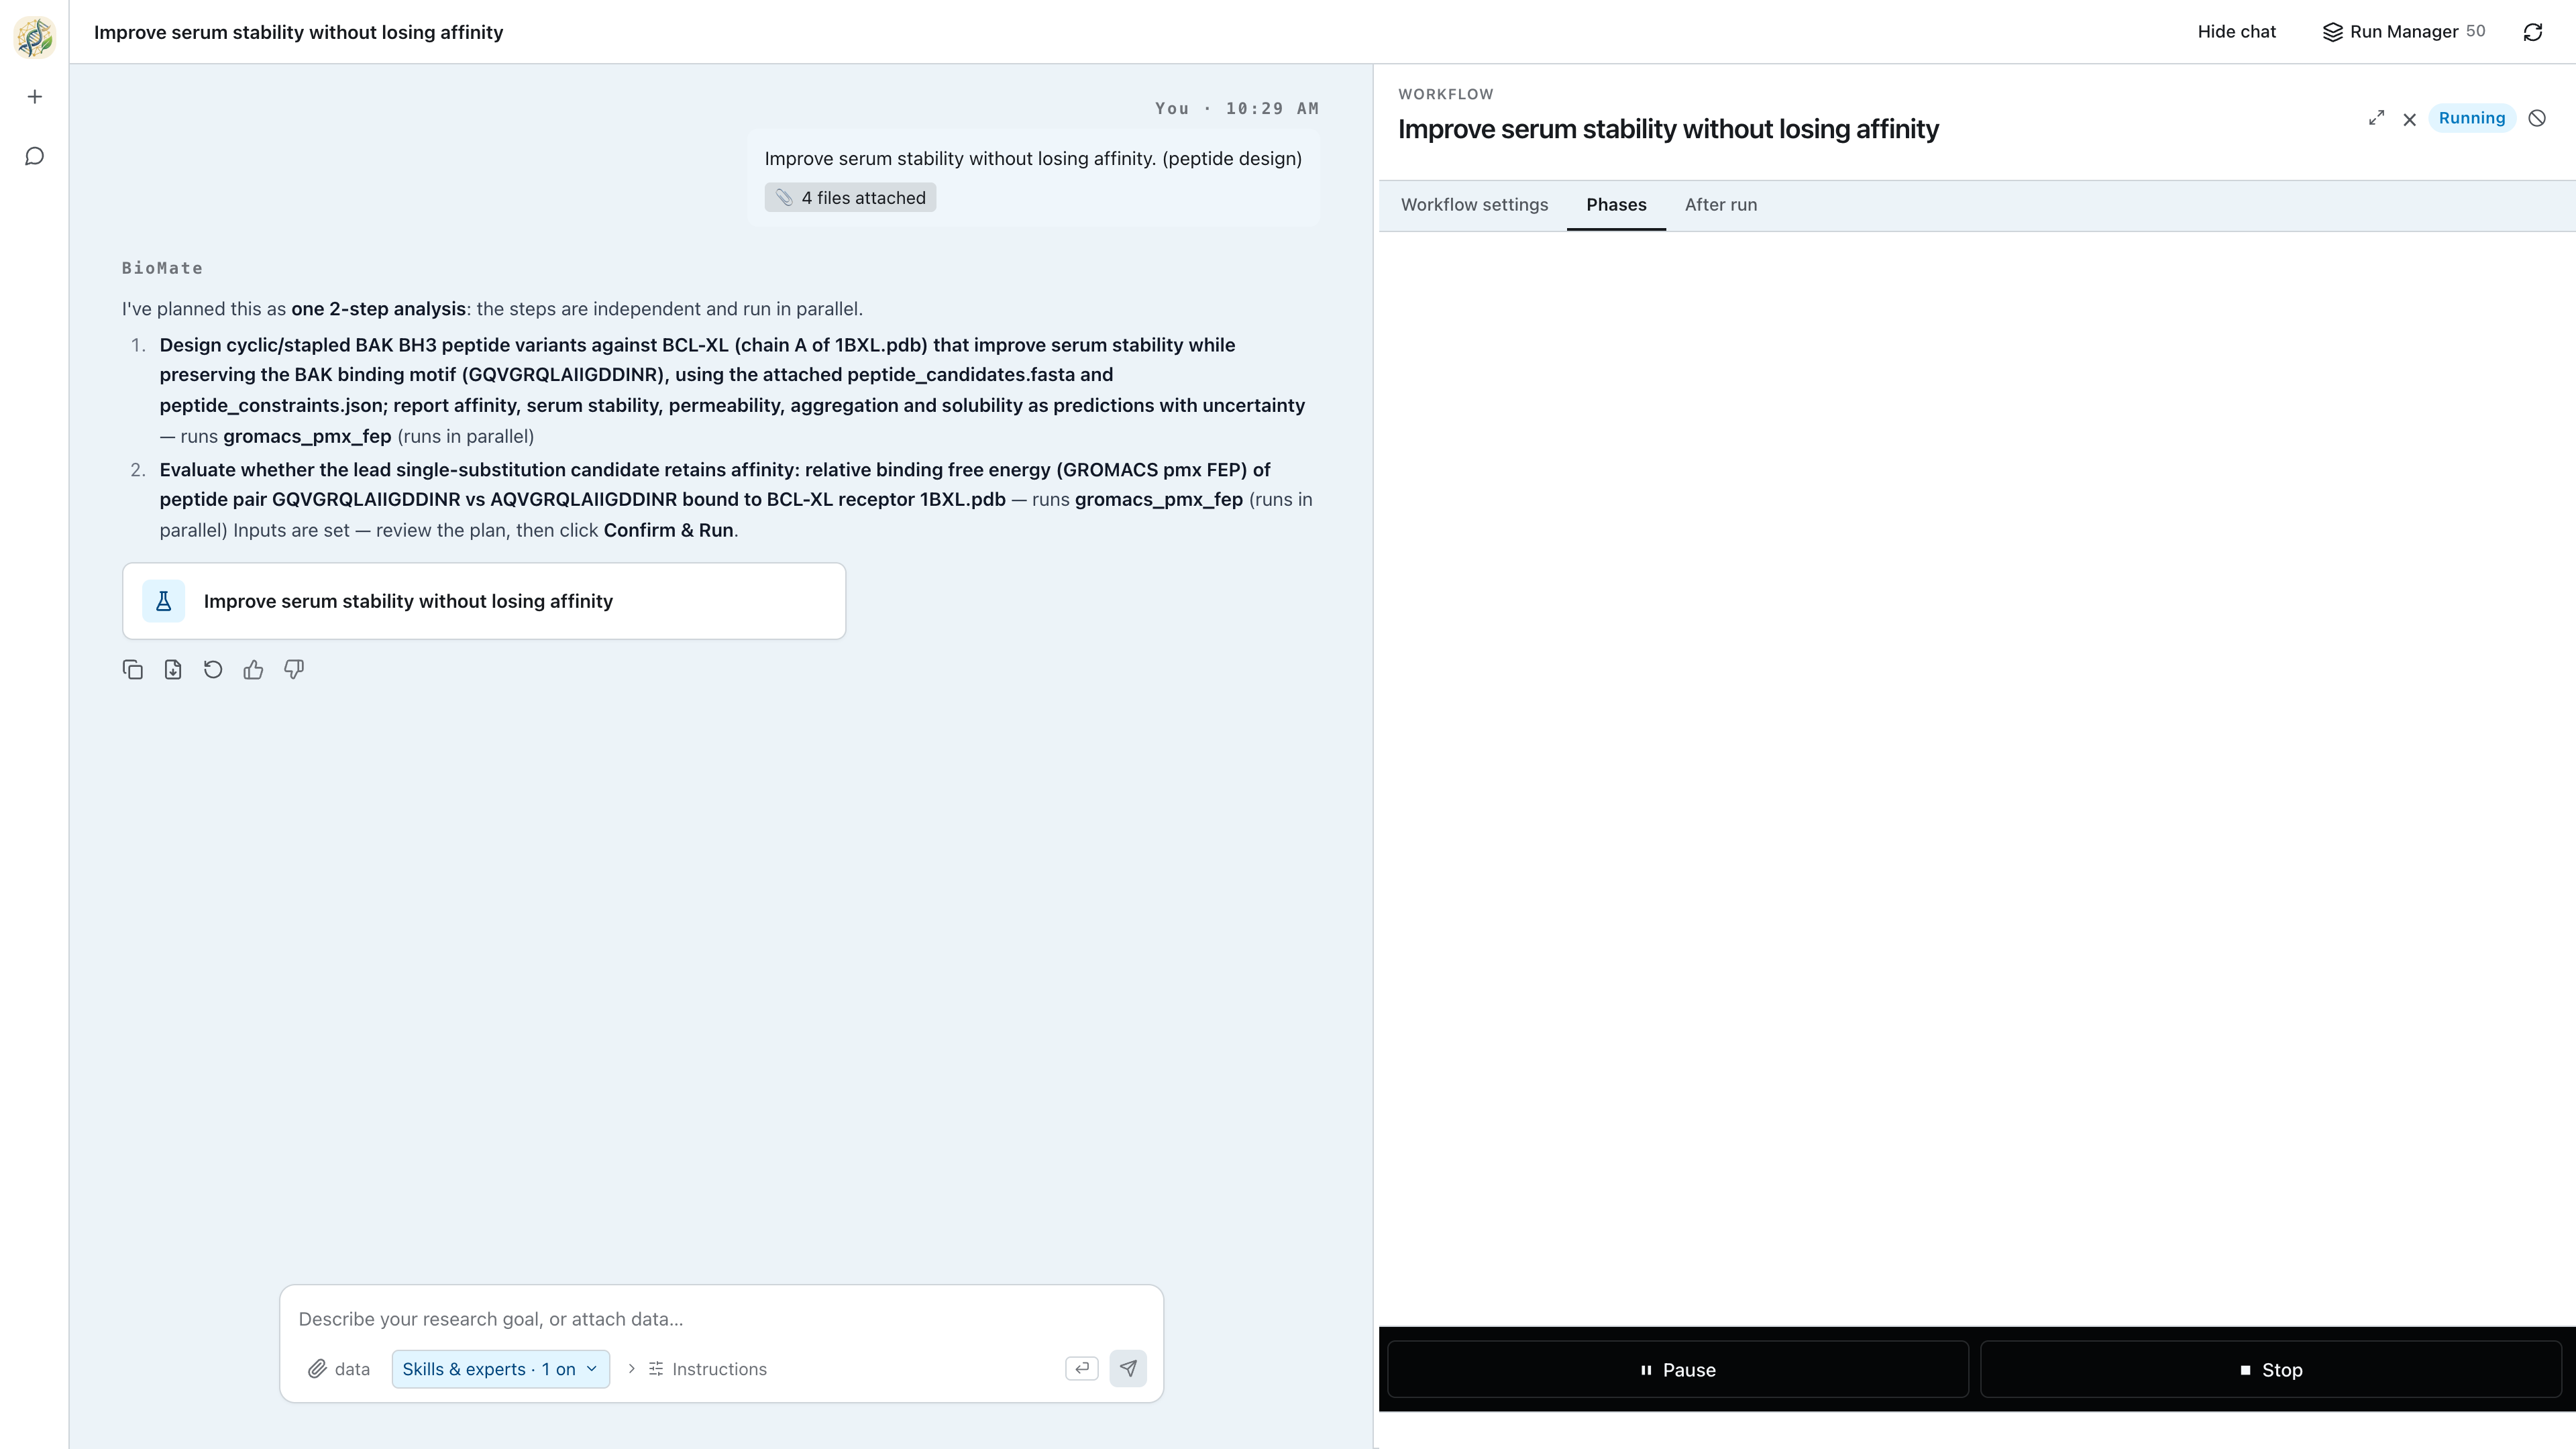 Improve serum stability without losing affinity
Hide chat
Run Manager 50
You · 10:29 AM
Improve serum stability without losing affinity. (peptide design)
4 files attached
BioMate
I've planned this as one 2-step analysis: the steps are independent and run in parallel.
1. Design cyclic/stapled BAK BH3 peptide variants against BCL-XL (chain A of 1BXL.pdb) that improve serum stability while
preserving the BAK binding motif (GQVGRQLAIIGDDINR), using the attached peptide_candidates.fasta and
peptide_constraints.json; report affinity, serum stability, permeability, aggregation and solubility as predictions with uncertainty
— runs gromacs_pmx_fep (runs in parallel)
2. Evaluate whether the lead single-substitution candidate retains affinity: relative binding free energy (GROMACS pmx FEP) of
peptide pair GQVGRQLAIIGDDINR vs AQVGRQLAIIGDDINR bound to BCL-XL receptor 1BXL.pdb — runs gromacs_pmx_fep (runs in
parallel) Inputs are set — review the plan, then click Confirm & Run.
Improve serum stability without losing affinity
Describe your research goal, or attach data...
data
Skills & experts · 1 on
Instructions
WORKFLOW
Improve serum stability without losing affinity
Running
Workflow settings
Phases
After run
Pause
Stop